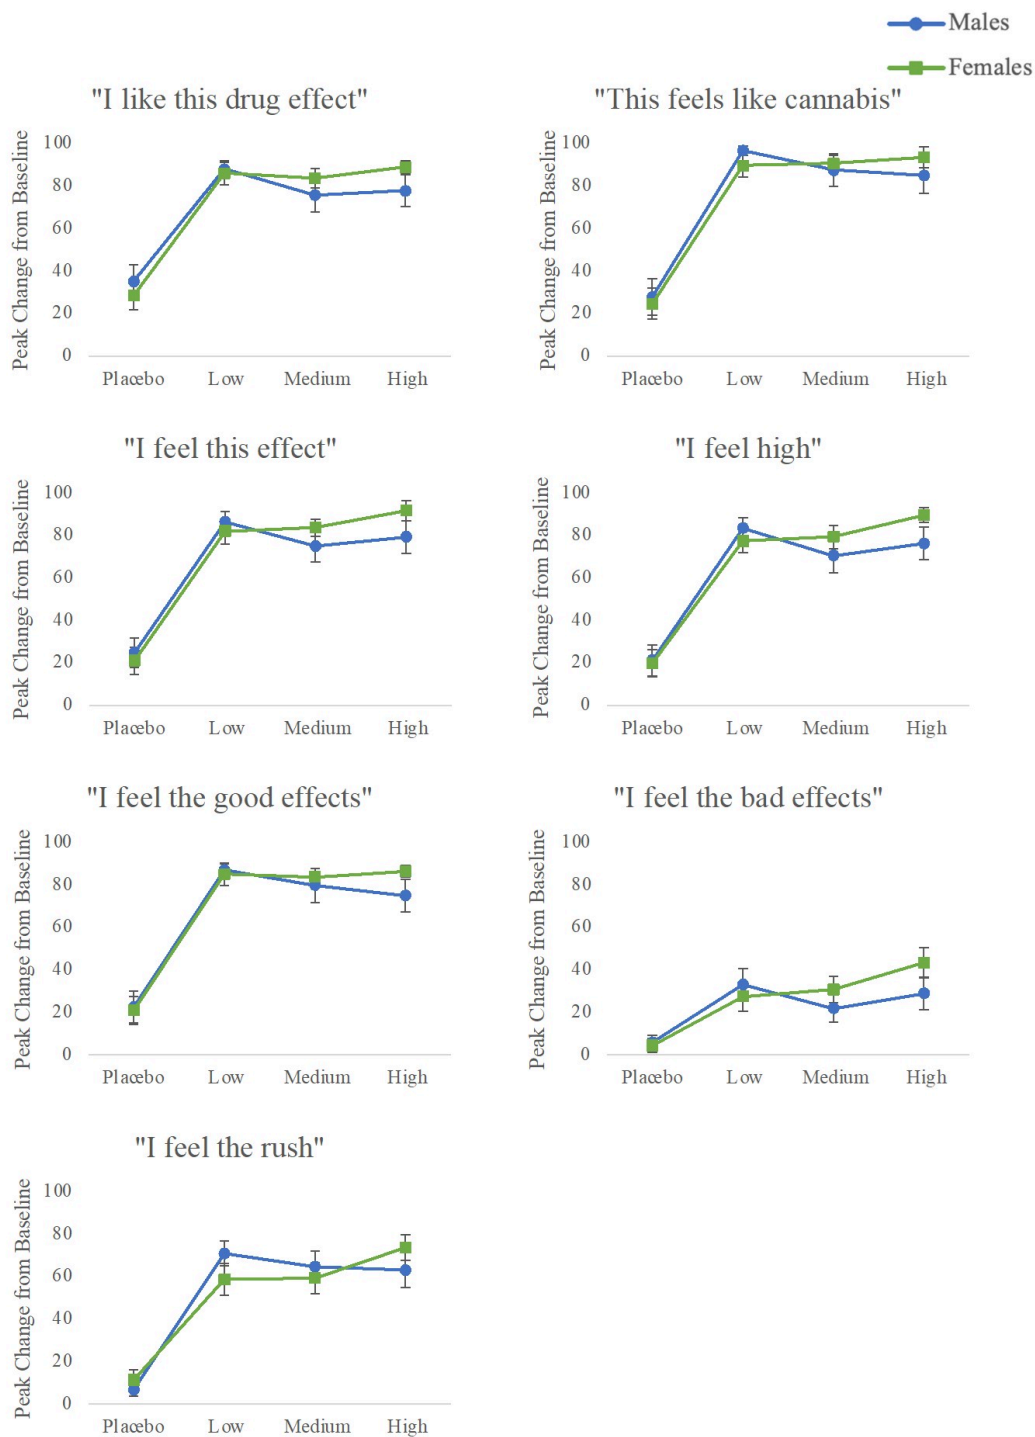 Males
Females
"I like this drug effect"
Peak Change from Baseline
100
80
60
40
20
0
Placebo Low Medium High
"This feels like cannabis"
Peak Change from Baseline
100
80
60
40
20
0
Placebo Low Medium High
"I feel this effect"
Peak Change from Baseline
100
80
60
40
20
0
Placebo Low Medium High
"I feel high"
Peak Change from Baseline
100
80
60
40
20
0
Placebo Low Medium High
"I feel the good effects"
Peak Change from Baseline
100
80
60
40
20
0
Placebo Low Medium High
"I feel the bad effects"
Peak Change from Baseline
100
80
60
40
20
0
Placebo Low Medium High
"I feel the rush"
Peak Change from Baseline
100
80
60
40
20
0
Placebo Low Medium High